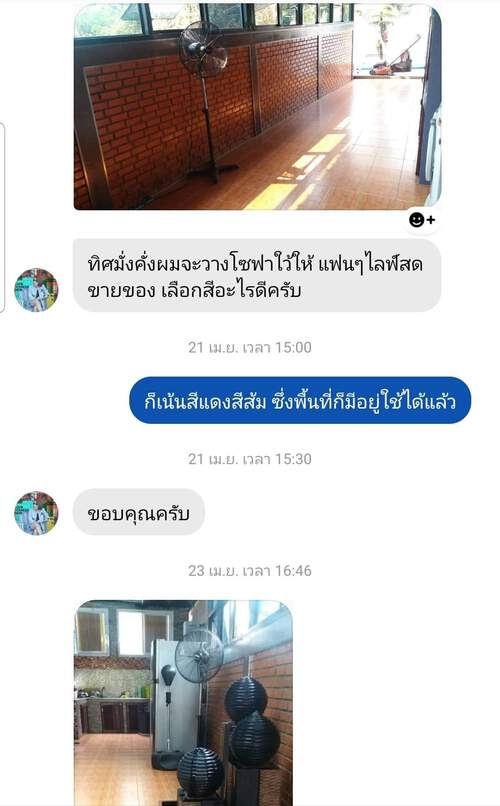 ทิศมั่งคั่งผมจะวางโซฟาใว้ให้ แฟนๆไลฟ์สด
ขายของ เลือกสีอะไรดีครับ
21 เม.ย. เวลา 15:00
ก็เน้นสีแดงสีส้ม ซึ่งพื้นที่ก็มีอยู่ใช้ได้แล้ว
21 เม.ย. เวลา 15:30
ขอบคุณครับ
23 เม.ย. เวลา 16:46